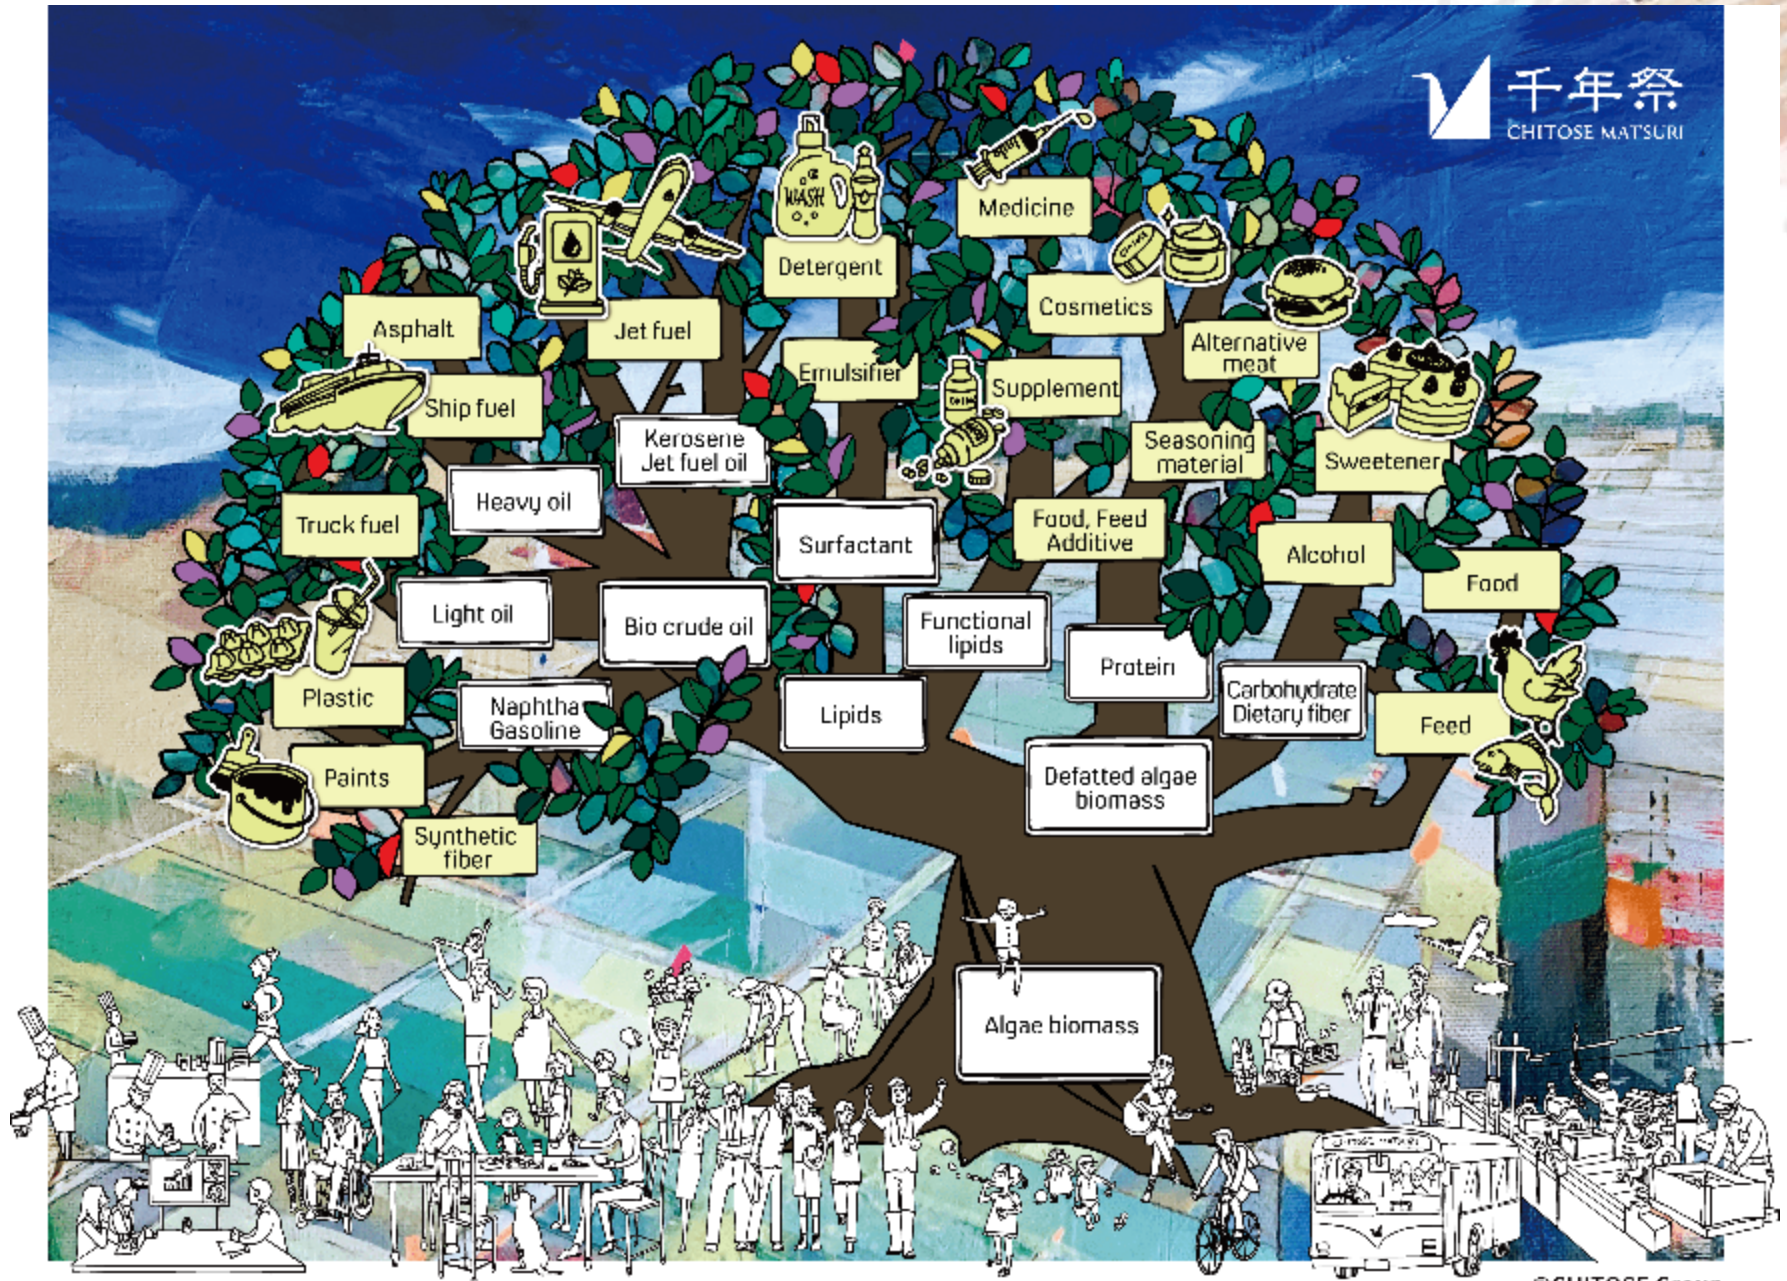 千年祭
CHITOSE MATSURI
WASH
Medicine
Detergent
Cosmetics
Asphalt
Jet fuel
Alternative
meat
Emulsifier
Supplement
Ship fuel
Kerosene
Jet fuel oil
Seasoning
material
Sweetener
Heavy oil
Truck fuel
Surfactant
Food, Feed
Additive
Alcohol
Food
Light oil
Bio crude oil
Functional
lipids
Protein
Plastic
Naphtha
Gasoline
Lipids
Carbohydrate
Dietary fiber
Feed
Paints
Defatted algae
biomass
Synthetic
fiber
Algae biomass